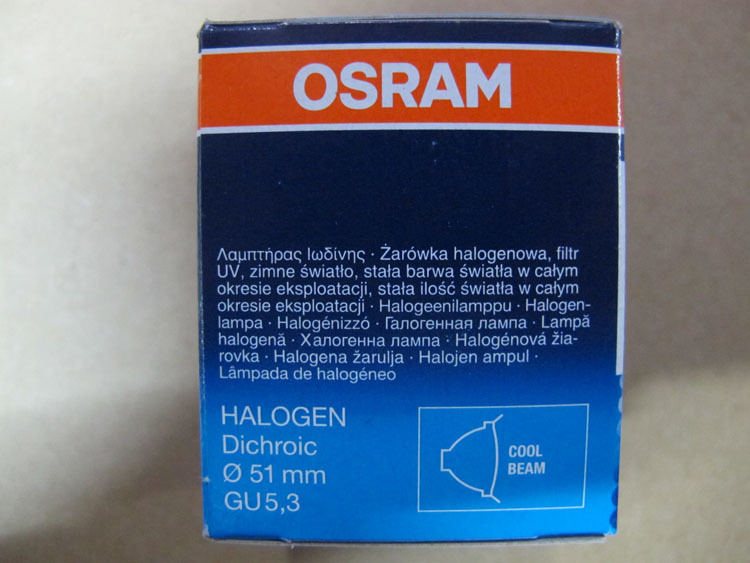 OSRAM
Λαμπτήρας Ιωδίνης · Żarówka halogenowa, filtr
UV, zimne światło, stała barwa światła w całym
okresie eksploatacji, stała ilość światła w całym
okresie eksploatacji · Halogeenilamppu · Halogen-
lampa · Halogénizzó · Галогенная лампа · Lampă
halogenă · Халогенна лампа · Halogénová žia-
rovka · Halogena žarulja · Halojen ampul ·
Lâmpada de halogéneo
HALOGEN
Dichroic
Ø 51 mm
GU5,3
COOL
BEAM